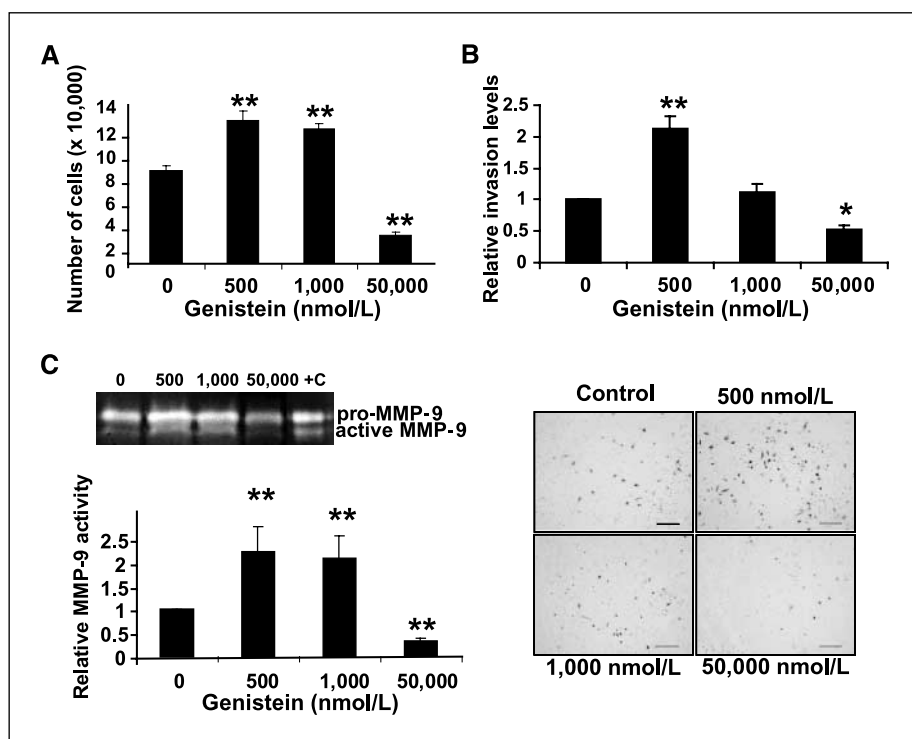 A
Number of cells (x 10,000)
14
12
10
8
6
4
2
0
**
**
**
0 500 1,000 50,000
Genistein (nmol/L)
B
Relative invasion levels
2.5
2
1.5
1
0.5
0
**
*
0 500 1,000 50,000
Genistein (nmol/L)
C
0 500 1,000 50,000 +C
pro-MMP-9
active MMP-9
Relative MMP-9 activity
2.5
2
1.5
1
0.5
0
**
**
**
0 500 1,000 50,000
Genistein (nmol/L)
Control 500 nmol/L
1,000 nmol/L 50,000 nmol/L